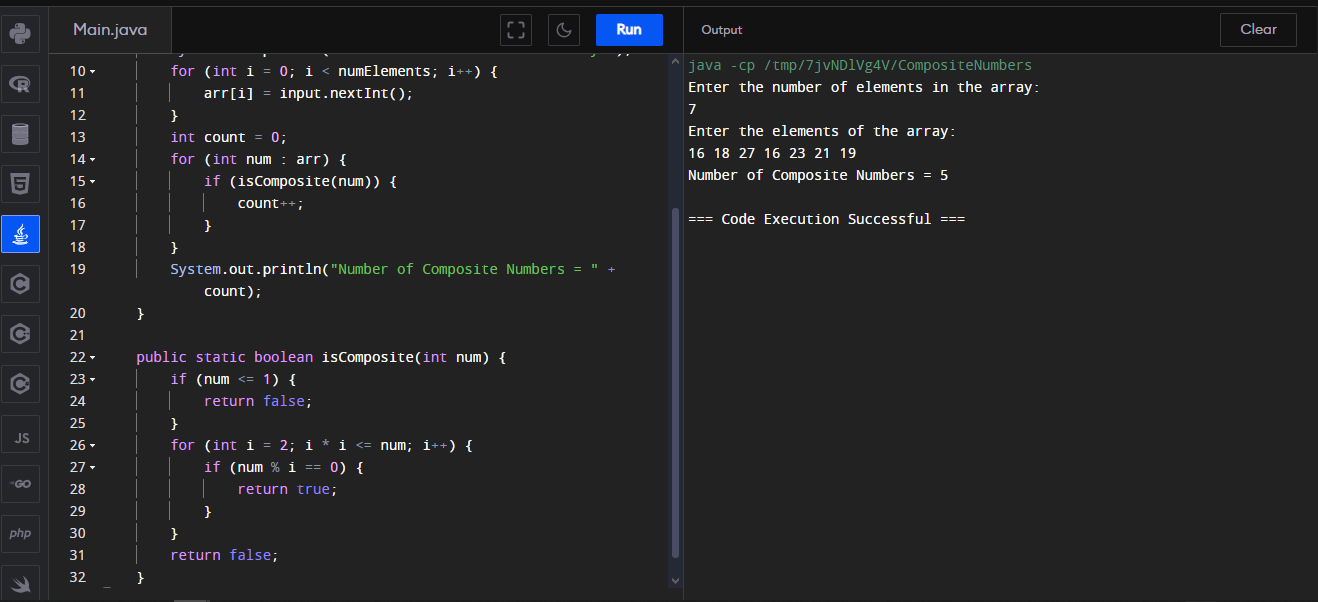 Main.java
Run
10 for (int i = 0; i < numElements; i++) {
11 arr[i] = input.nextInt();
12 }
13 int count = 0;
14 for (int num : arr) {
15 if (isComposite(num)) {
16 count++;
17 }
18 }
19 System.out.println("Number of Composite Numbers = " +
count);
20 }
21
22 public static boolean isComposite(int num) {
23 if (num <= 1) {
24 return false;
25 }
26 for (int i = 2; i * i <= num; i++) {
27 if (num % i == 0) {
28 return true;
29 }
30 }
31 return false;
32 }
Output
Clear
java -cp /tmp/7jvNDlVg4V/CompositeNumbers
Enter the number of elements in the array:
7
Enter the elements of the array:
16 18 27 16 23 21 19
Number of Composite Numbers = 5
=== Code Execution Successful ===
R
5
C
C
C
JS
GO
php